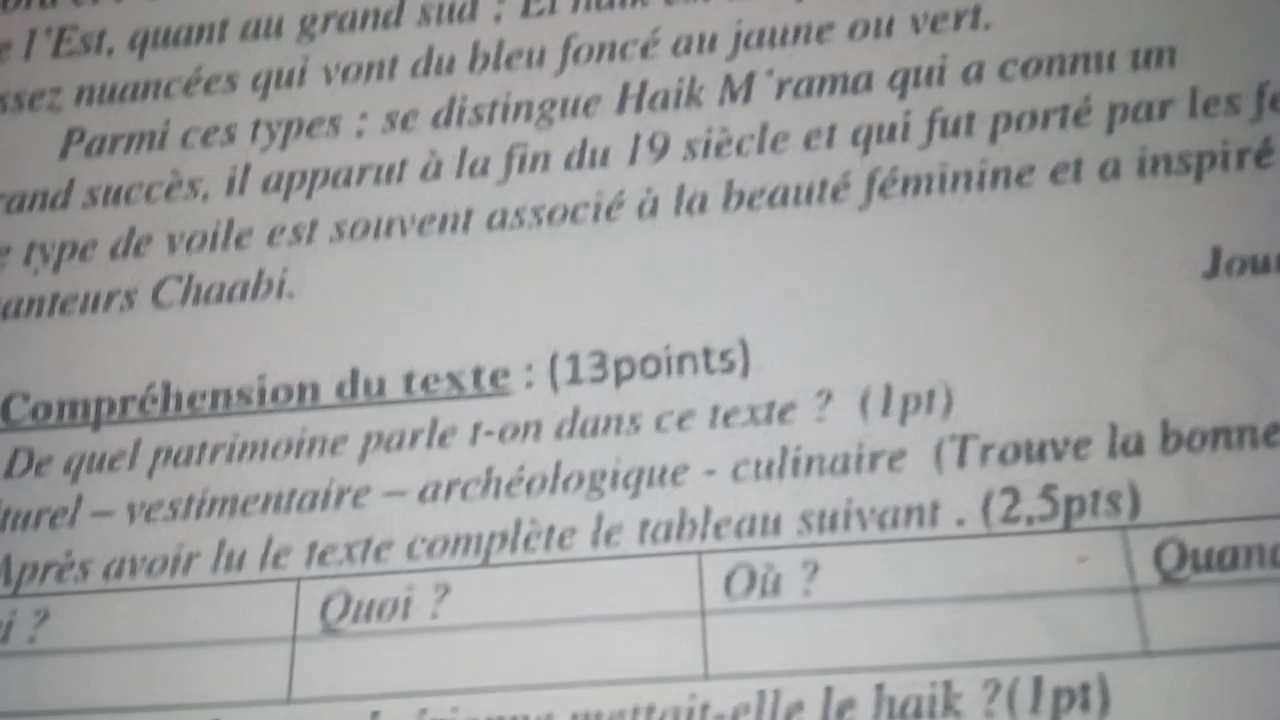 l'Est, quant au grand sud : El
ssez nuancées qui vont du bleu foncé au jaune ou vert.
Parmi ces types : se distingue Haik M'rama qui a connu un
rand succès, il apparut à la fin du 19 siècle et qui fut porté par les fe
e type de voile est souvent associé à la beauté féminine et a inspiré
anteurs Chaabi.
Jour
Compréhension du texte : (13points)
De quel patrimoine parle t-on dans ce texte ? (1pt)
turel – vestimentaire – archéologique - culinaire (Trouve la bonne
Après avoir lu le texte complète le tableau suivant . (2,5pts)
i ? Quoi ? Où ? Quand
mettait-elle le haik ?(1pt)